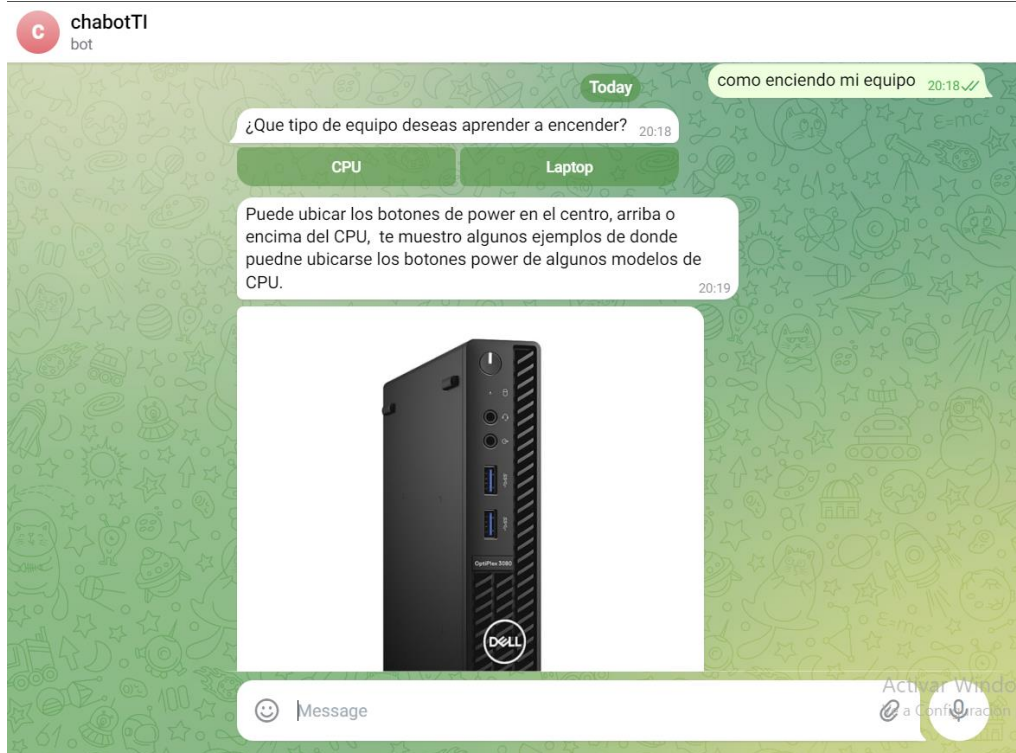 C
chabotTI
bot
Today
como enciendo mi equipo 20:18
¿Que tipo de equipo deseas aprender a encender? 20:18
CPU
Laptop
Puede ubicar los botones de power en el centro, arriba o
encima del CPU, te muestro algunos ejemplos de donde
puedne ubicarse los botones power de algunos modelos de
CPU.
20:19
OptiPlex 3080
DELL
Message
Activar Windo
a Configuración